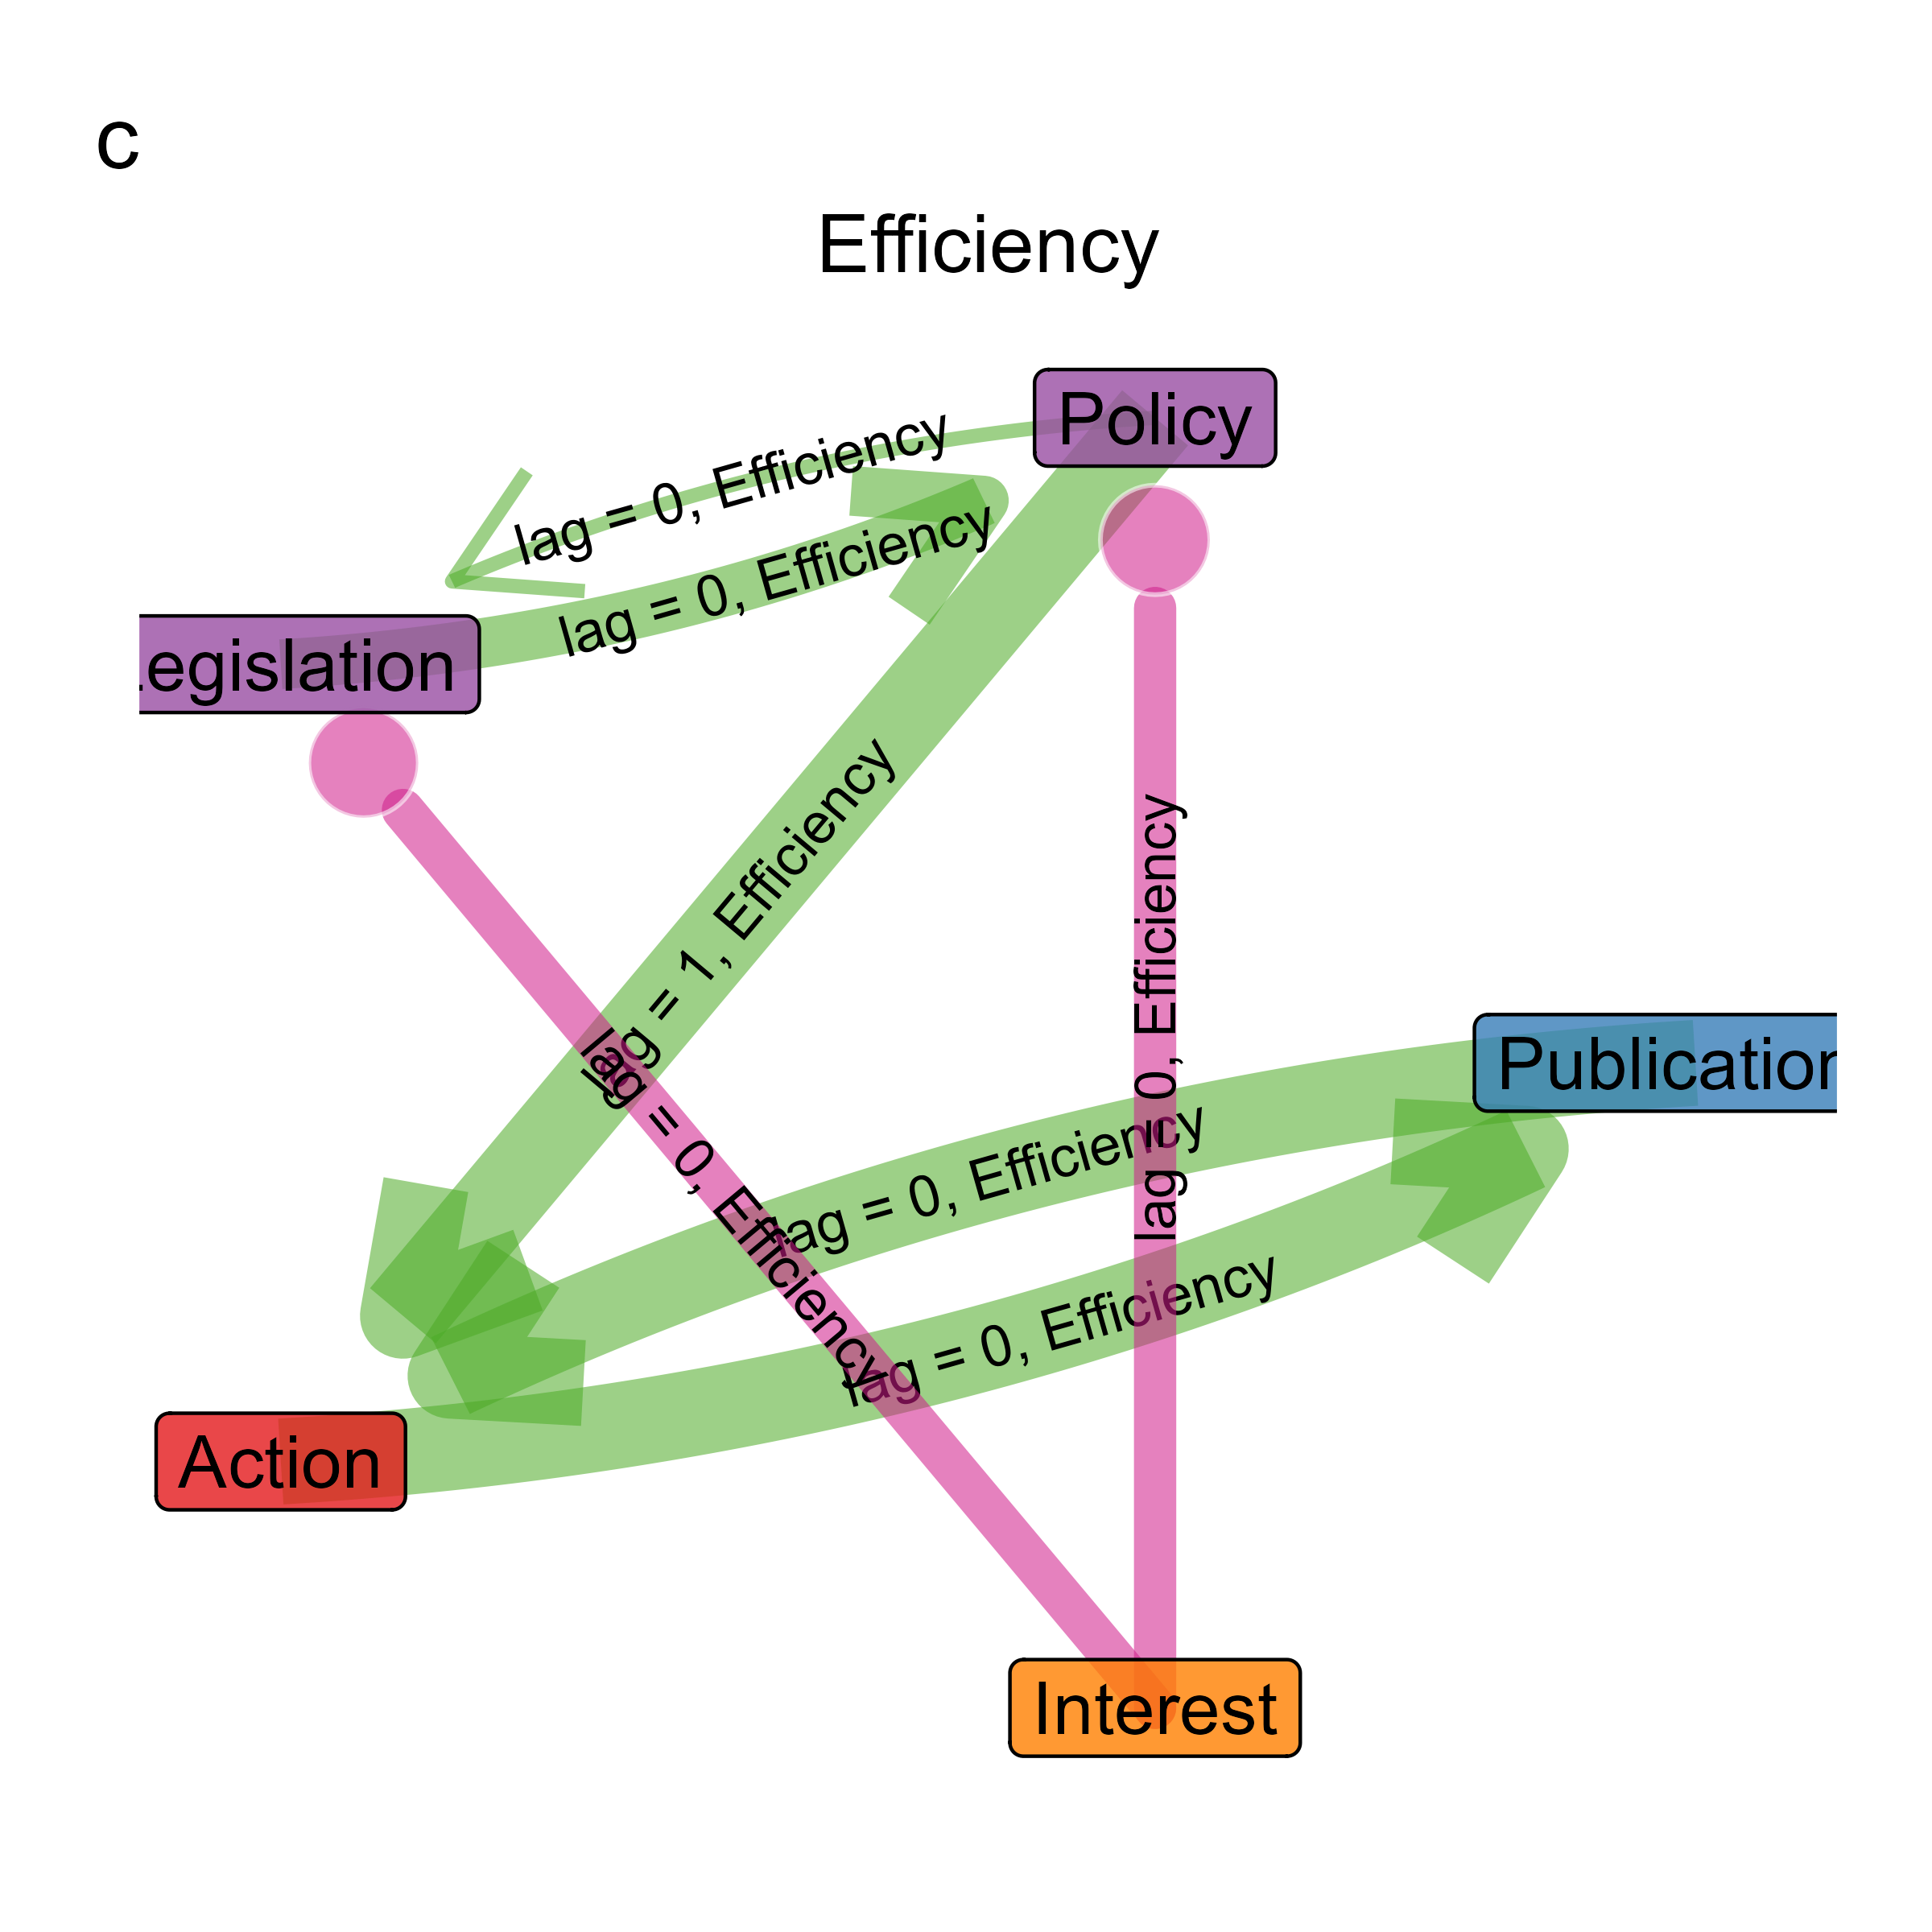 c
Efficiency
Policy
lag = 0, Efficiency
lag = 0, Efficiency
Legislation
lag = 1, Efficiency
lag = 0, Efficiency
lag = 0, Efficiency
Publication
lag = 0, Efficiency
lag = 0, Efficiency
Action
Interest